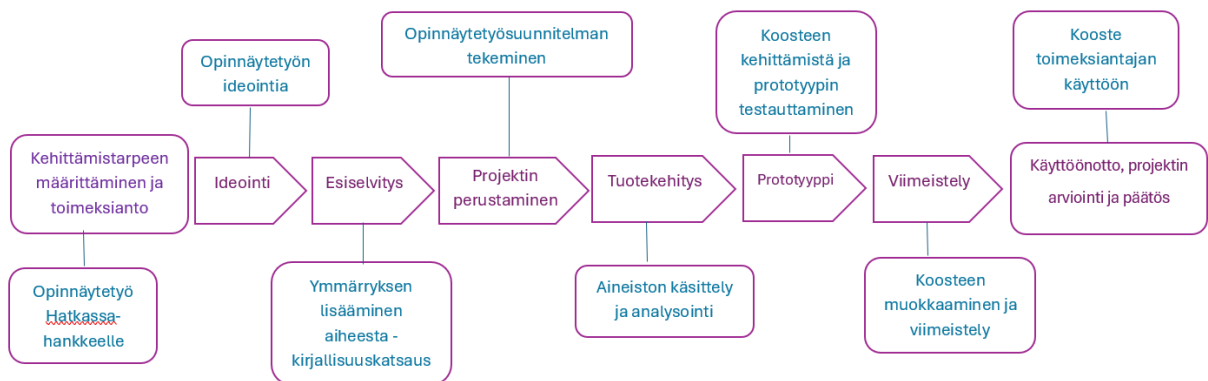 Opinnäytetyön
ideointia
Opinnäytetyösuunnitelman
tekeminen
Koosteen
kehittämistä ja
prototyypin
testauttaminen
Kooste
toimeksiantajan
käyttöön
Kehittämistarpeen
määrittäminen ja
toimeksianto
Ideointi
Esiselvitys
Projektin
perustaminen
Tuotekehitys
Prototyyppi
Viimeistely
Käyttöönotto, projektin
arviointi ja päätös
Opinnäytetyö
Hatkassa-
hankkeelle
Ymmärryksen
lisääminen
aiheesta -
kirjallisuuskatsaus
Aineiston käsittely
ja analysointi
Koosteen
muokkaaminen ja
viimeistely